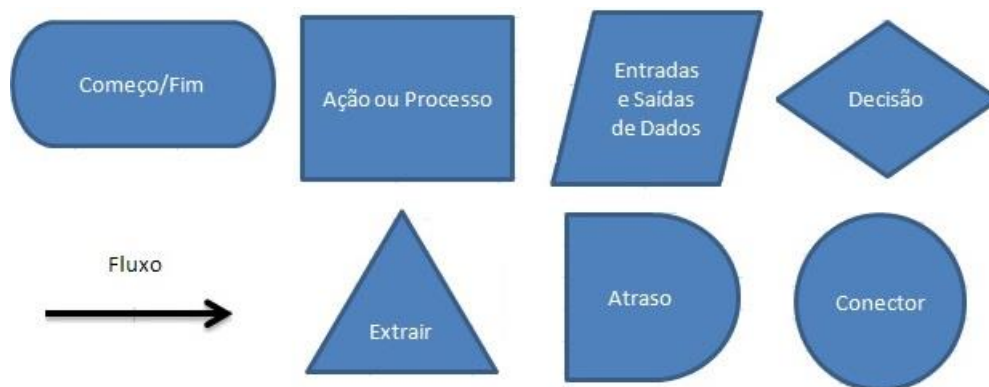 Começo/Fim
Ação ou Processo
Entradas
e Saídas
de Dados
Decisão
Fluxo
Extrair
Atraso
Conector